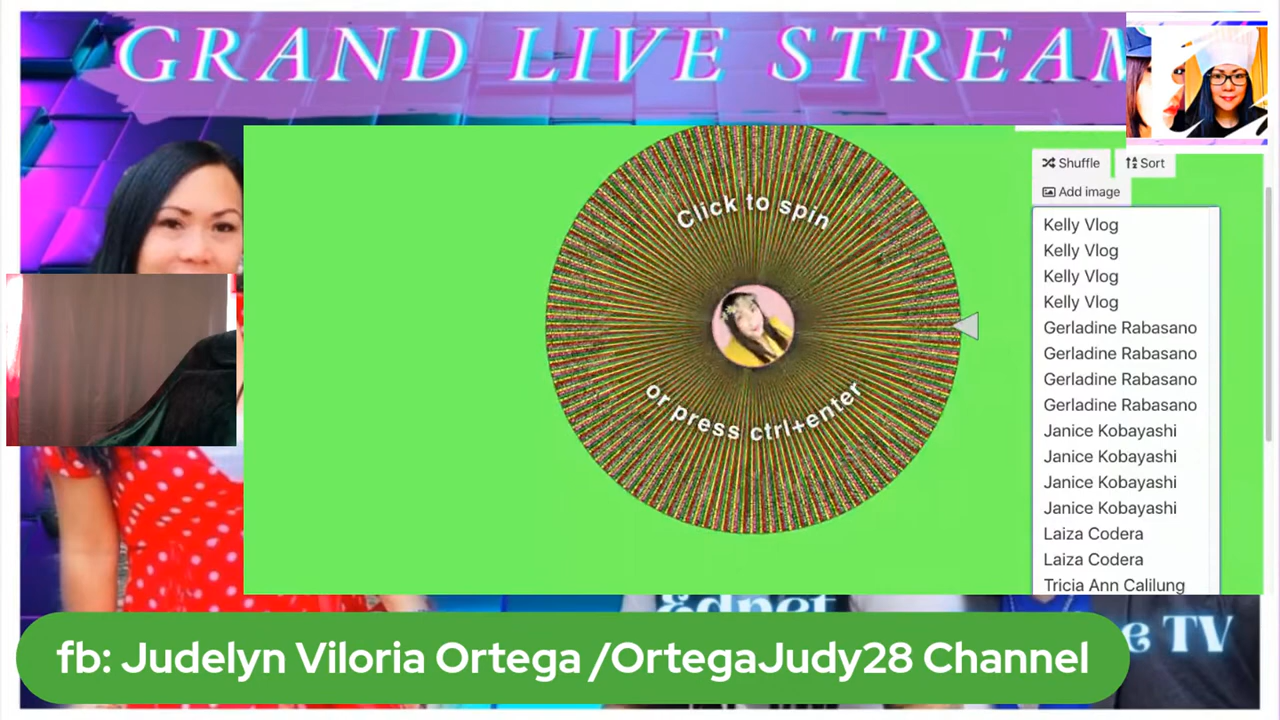 GRAND LIVE STREAM
Shuffle
Sort
Add image
Click to spin
or press ctrl+enter
Kelly Vlog
Kelly Vlog
Kelly Vlog
Kelly Vlog
Gerladine Rabasano
Gerladine Rabasano
Gerladine Rabasano
Gerladine Rabasano
Janice Kobayashi
Janice Kobayashi
Janice Kobayashi
Janice Kobayashi
Laiza Codera
Laiza Codera
Tricia Ann Calilung
e TV
fb: Judelyn Viloria Ortega /OrtegaJudy28 Channel